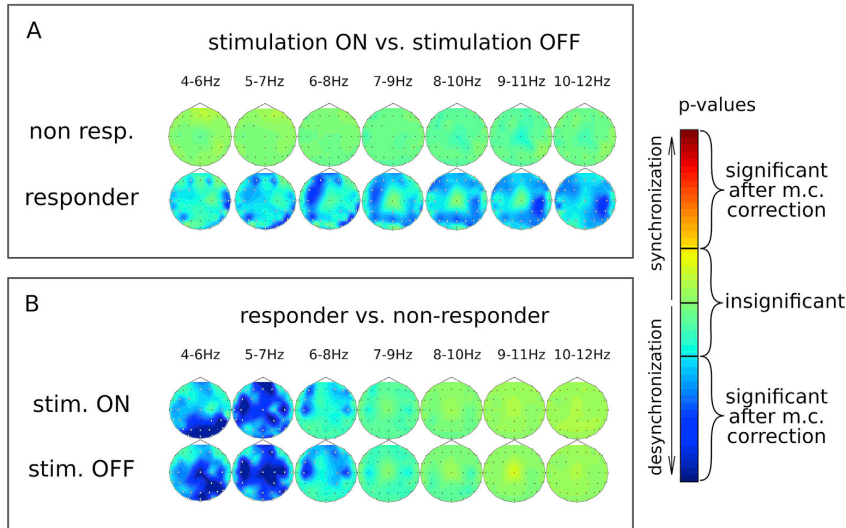 A
stimulation ON vs. stimulation OFF
4-6Hz 5-7Hz 6-8Hz 7-9Hz 8-10Hz 9-11Hz 10-12Hz
non resp.
responder
B
responder vs. non-responder
4-6Hz 5-7Hz 6-8Hz 7-9Hz 8-10Hz 9-11Hz 10-12Hz
stim. ON
stim. OFF
p-values
synchronization
desynchronization
significant
after m.c.
correction
insignificant
significant
after m.c.
correction